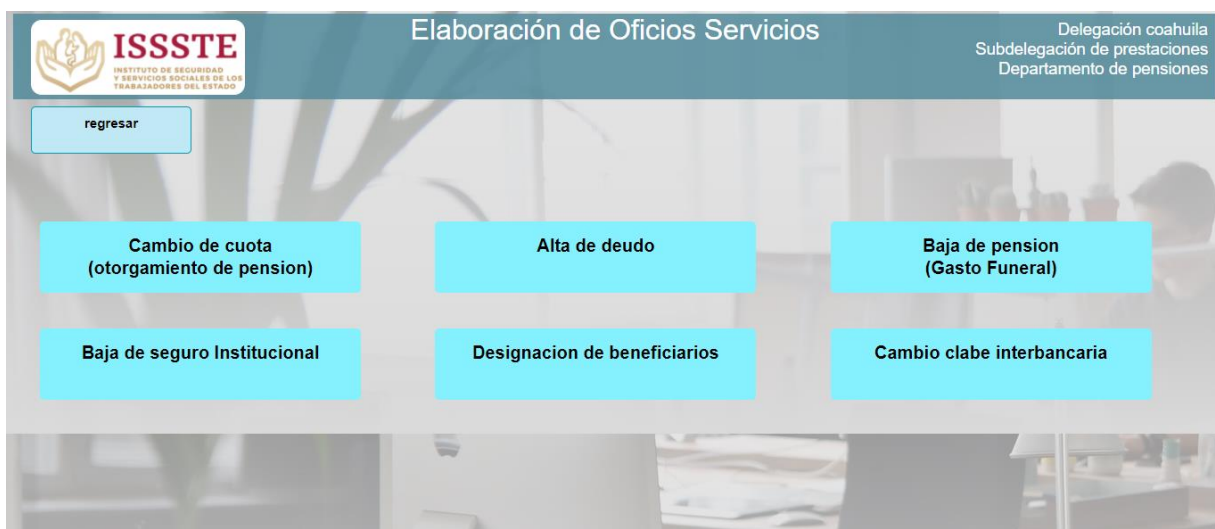 ISSSTE
INSTITUTO DE SEGURIDAD
Y SERVICIOS SOCIALES DE LOS
TRABAJADORES DEL ESTADO
Elaboración de Oficios Servicios
Delegación coahuila
Subdelegación de prestaciones
Departamento de pensiones
regresar
Cambio de cuota
(otorgamiento de pension)
Alta de deudo
Baja de pension
(Gasto Funeral)
Baja de seguro Institucional
Designacion de beneficiarios
Cambio clabe interbancaria